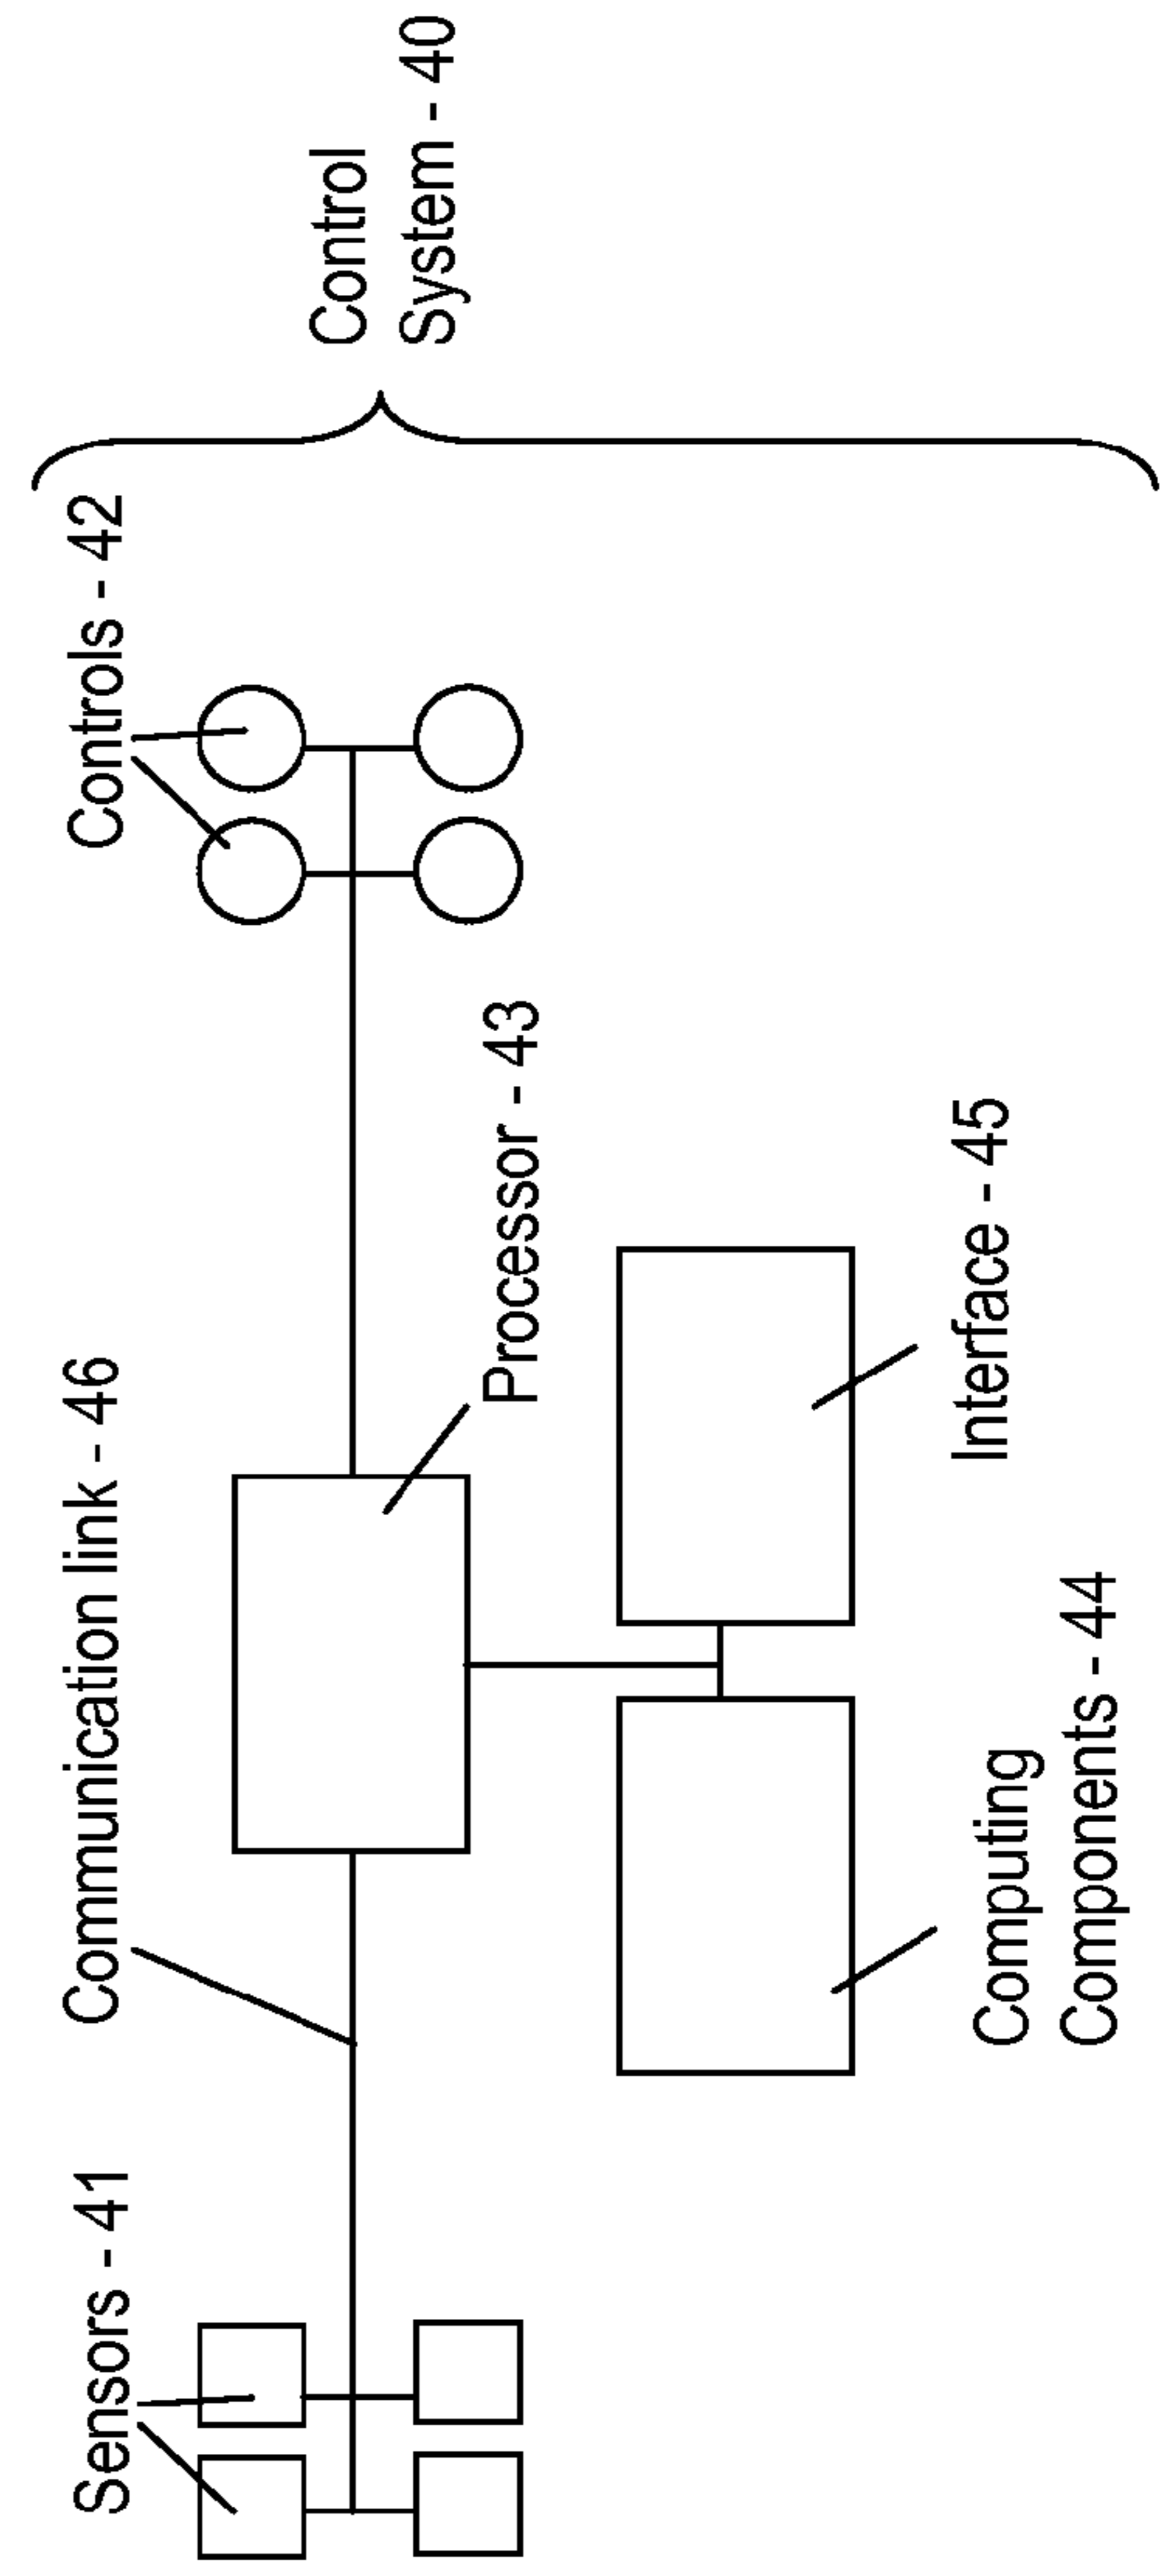 Sensors - 41
Communication link - 46
Controls - 42
Control
System - 40
Processor - 43
Interface - 45
Computing
Components - 44